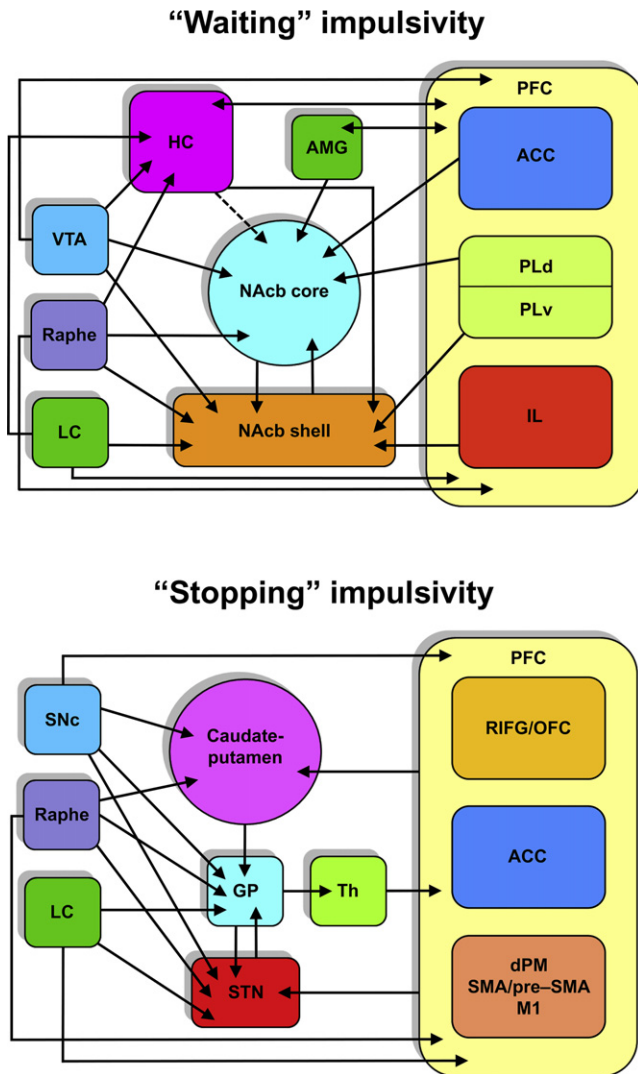 “Waiting” impulsivity
PFC
HC
AMG
ACC
VTA
NAcb core
PLd
PLv
Raphe
LC
NAcb shell
IL
“Stopping” impulsivity
PFC
SNc
Caudate-
putamen
RIFG/OFC
Raphe
ACC
LC
GP
Th
STN
dPM
SMA/pre–SMA
M1